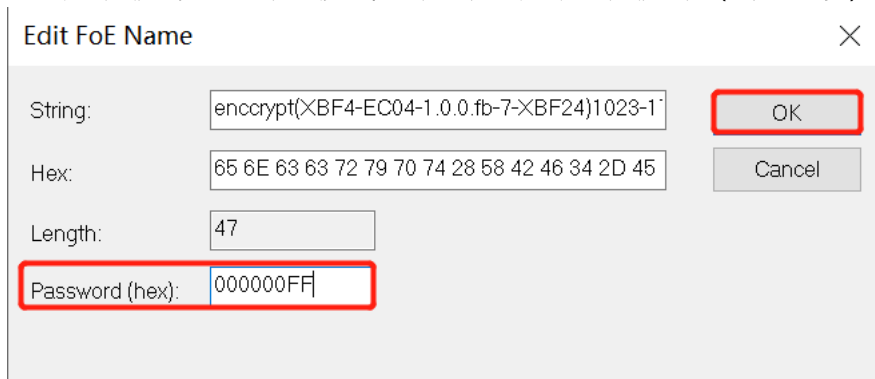 Edit FoE Name
String: enccrypt(XBF4-EC04-1.0.0.fb-7-XBF24)1023-1 OK
Hex: 65 6E 63 63 72 79 70 74 28 58 42 46 34 2D 45 Cancel
Length: 47
Password (hex): 000000FF